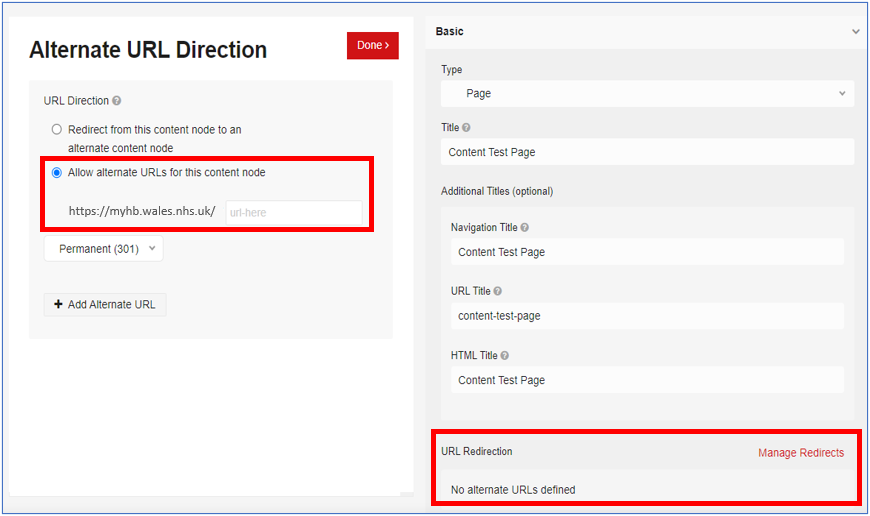 Alternate URL Direction
Done ›
URL Direction ?
Redirect from this content node to an
alternate content node
Allow alternate URLs for this content node
https://myhb.wales.nhs.uk/ url-here
Permanent (301)
+ Add Alternate URL
Basic
Type
Page
Title ?
Content Test Page
Additional Titles (optional)
Navigation Title ?
Content Test Page
URL Title ?
content-test-page
HTML Title ?
Content Test Page
URL Redirection Manage Redirects
No alternate URLs defined